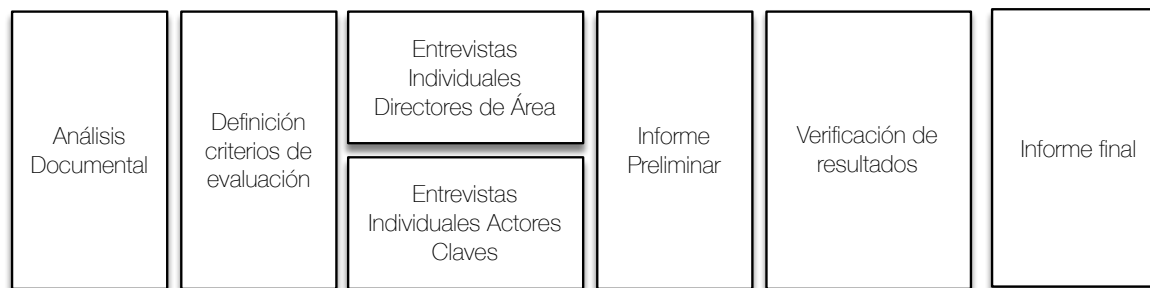 Análisis
Documental
Definición
criterios de
evaluación
Entrevistas
Individuales
Directores de Área
Entrevistas
Individuales Actores
Claves
Informe
Preliminar
Verificación de
resultados
Informe final